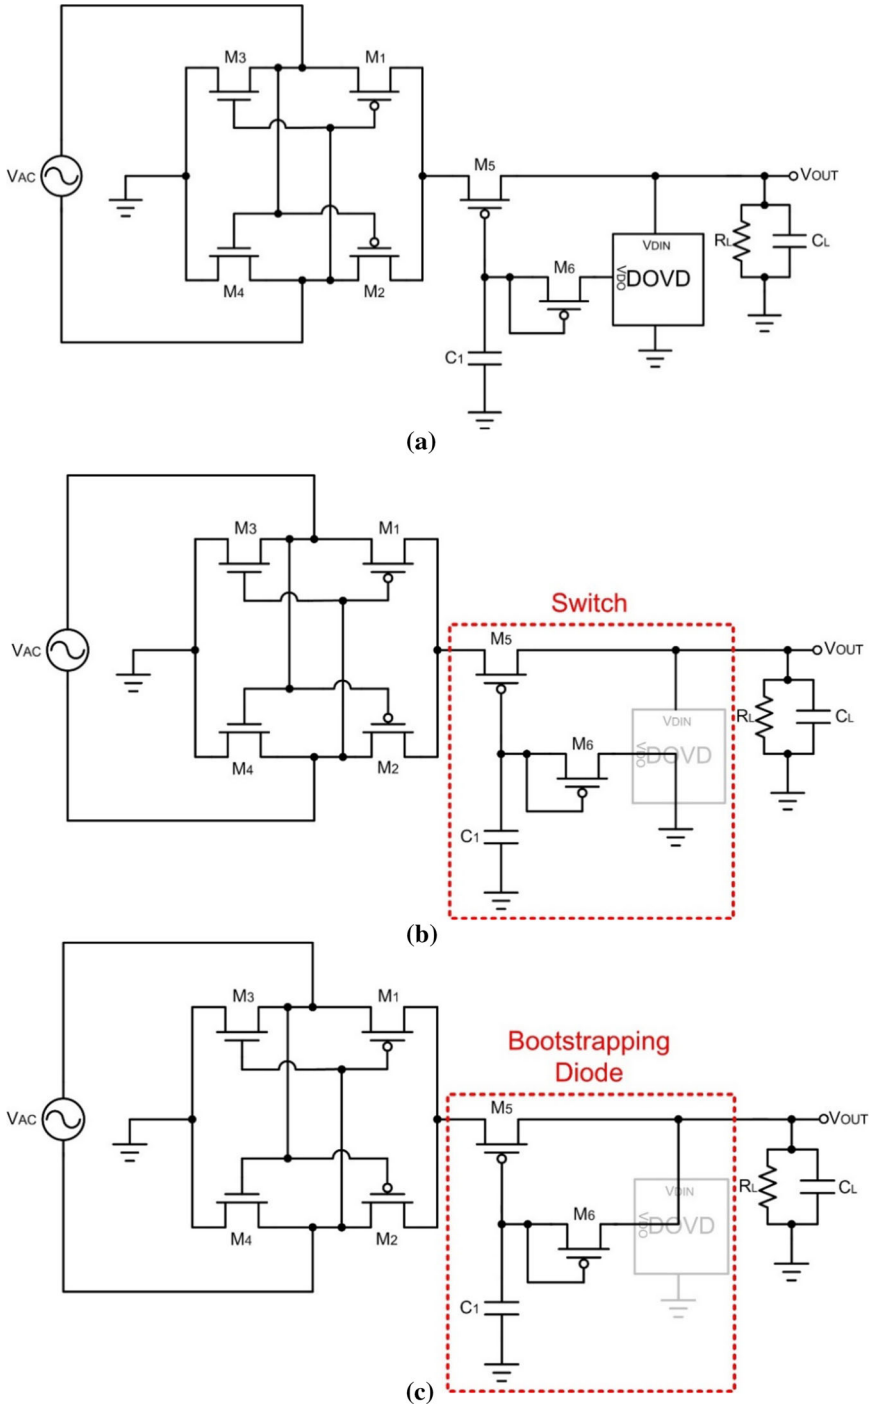 M3
M1
VAC
M5
VOUT
VDIN
RL
CL
M6
VDO
DOVD
M4
M2
C1
(a)
M3
M1
Switch
M5
VAC
VOUT
VDIN
RL
CL
M6
VDO
DOVD
M4
M2
C1
(b)
M3
M1
Bootstrapping
Diode
M5
VAC
VOUT
VDIN
RL
CL
M6
VDO
DOVD
M4
M2
C1
(c)